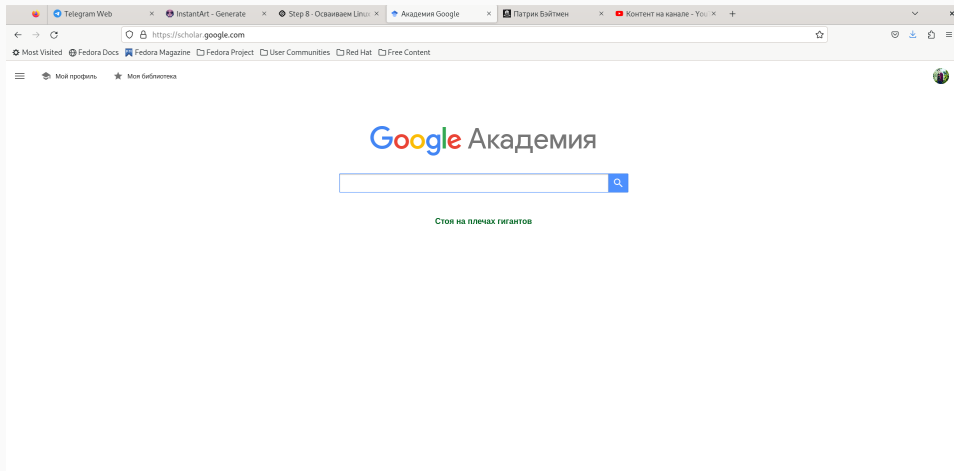 Telegram Web
InstantArt - Generate
Step 8 · Осваиваем Linux
Академия Google
Патрик Бэйтмен
Контент на канале - You
https://scholar.google.com
Most Visited
Fedora Docs
Fedora Magazine
Fedora Project
User Communities
Red Hat
Free Content
Мой профиль
Моя библиотека
Google Академия
Стоя на плечах гигантов